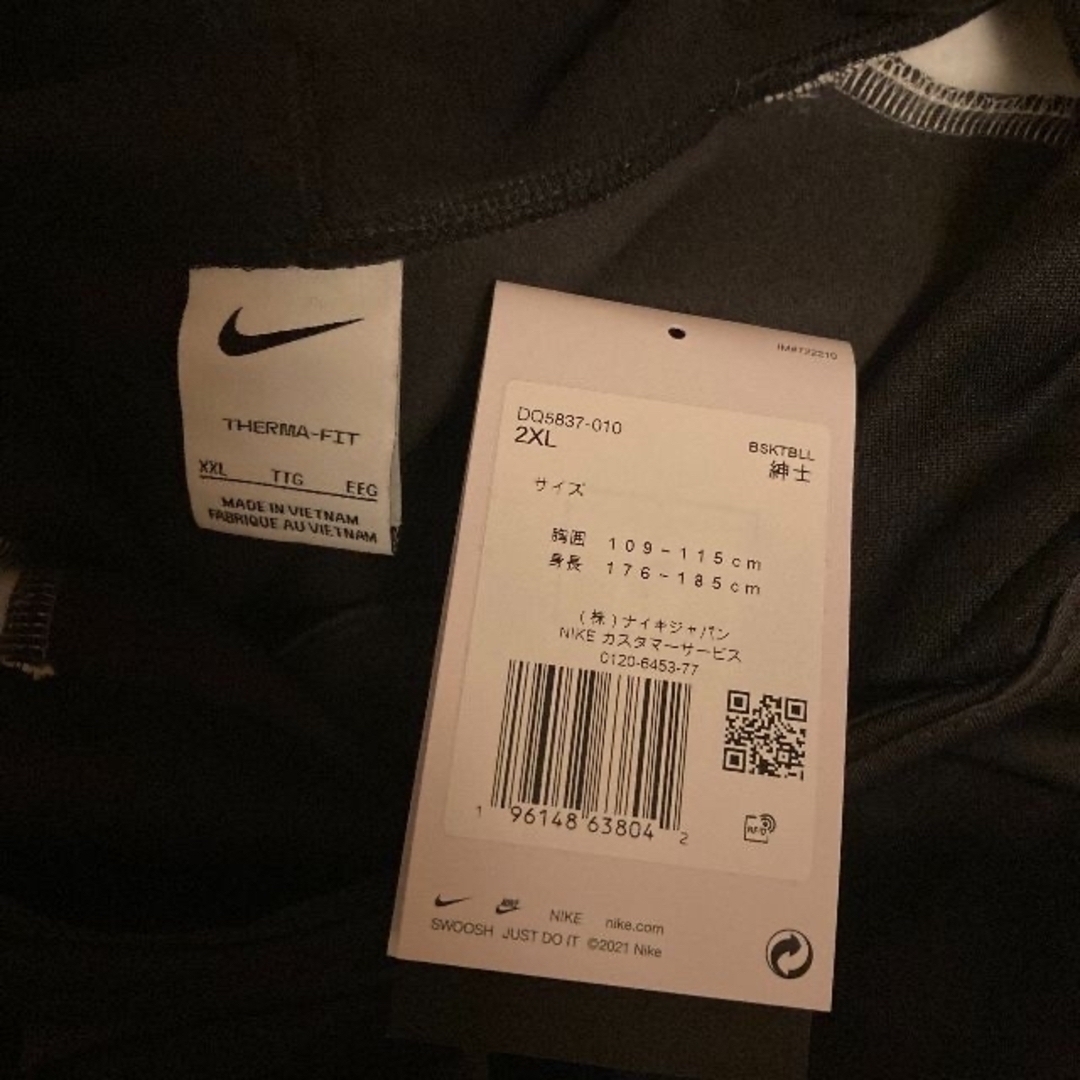 THERMA-FIT
XXL TTG EEG
MADE IN VIETNAM
FABRIQUE AU VIETNAM
DQ5837-010
2XL
BSKTBLL
紳士
サイズ
胸囲 109-115cm
身長 176-185cm
(株)ナイキジャパン
NIKE カスタマーサービス
0120-6453-77
1 96148 63804 2
RFID
NIKE nike.com
SWOOSH JUST DO IT ©2021 Nike